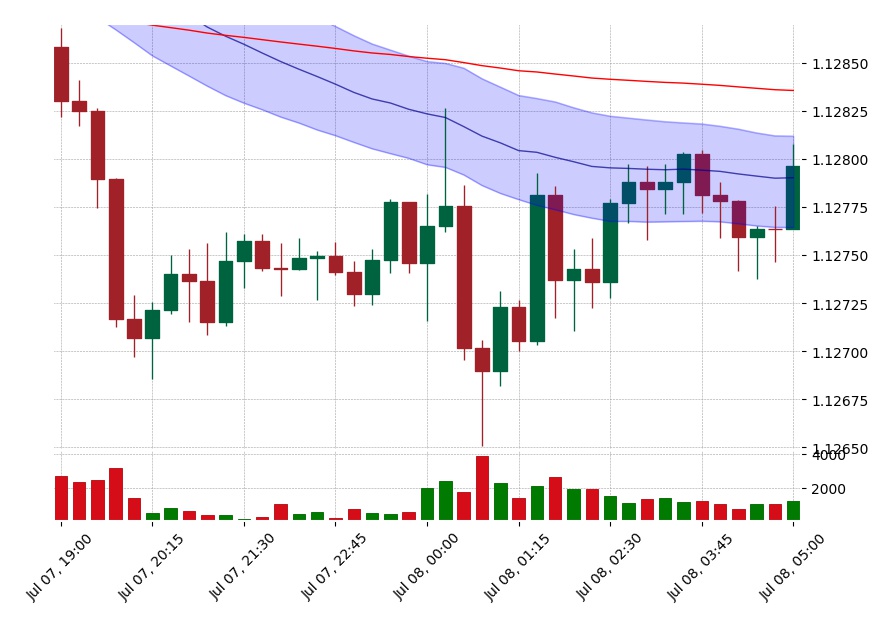 1.12850
1.12825
1.12800
1.12775
1.12750
1.12725
1.12700
1.12675
1.12650
4000
2000
Jul 07, 19:00
Jul 07, 20:15
Jul 07, 21:30
Jul 07, 22:45
Jul 08, 00:00
Jul 08, 01:15
Jul 08, 02:30
Jul 08, 03:45
Jul 08, 05:00